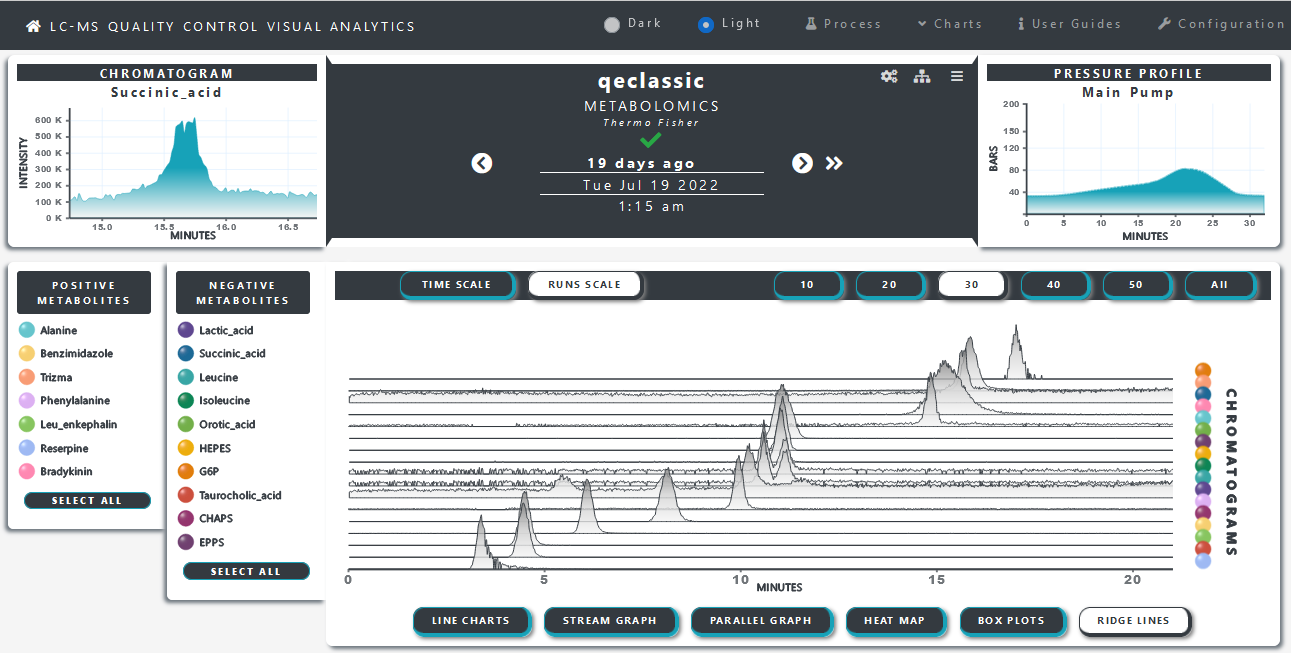 LC-MS QUALITY CONTROL VISUAL ANALYTICS
Dark
Light
Process
Charts
User Guides
Configuration
CHROMATOGRAM
Succinic_acid
INTENSITY
600 K
500 K
400 K
300 K
200 K
100 K
0 K
15.0
15.5
16.0
16.5
MINUTES
qeclassic
METABOLOMICS
Thermo Fisher
19 days ago
Tue Jul 19 2022
1:15 am
PRESSURE PROFILE
Main Pump
BARS
200
150
120
80
40
0
5
10
15
20
25
30
MINUTES
POSITIVE
METABOLITES
Alanine
Benzimidazole
Trizma
Phenylalanine
Leu_enkephalin
Reserpine
Bradykinin
SELECT ALL
NEGATIVE
METABOLITES
Lactic_acid
Succinic_acid
Leucine
Isoleucine
Orotic_acid
HEPES
G6P
Taurocholic_acid
CHAPS
EPPS
SELECT ALL
TIME SCALE
RUNS SCALE
10
20
30
40
50
All
CHROMATOGRAMS
0
5
10
15
20
MINUTES
LINE CHARTS
STREAM GRAPH
PARALLEL GRAPH
HEAT MAP
BOX PLOTS
RIDGE LINES